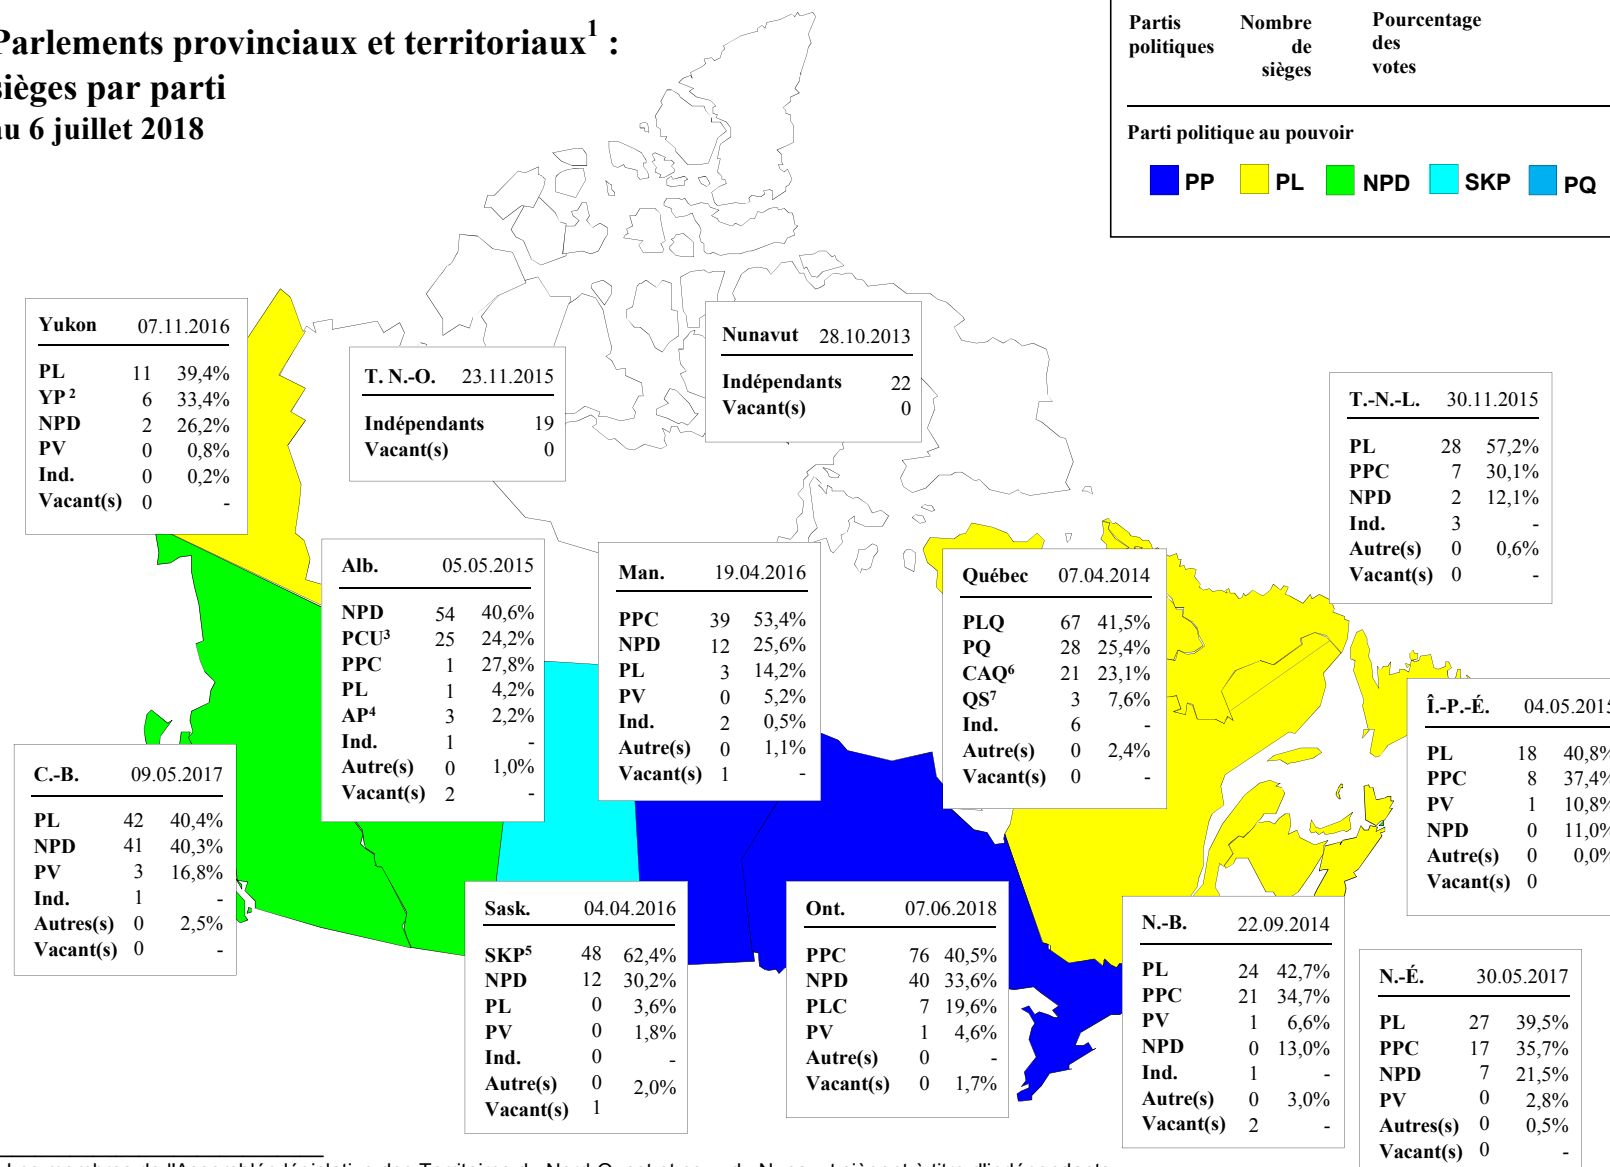 Parlements provinciaux et territoriaux¹ :
sièges par parti
au 6 juillet 2018
Partis politiques Nombre de sièges Pourcentage des votes
Parti politique au pouvoir
PP PL NPD SKP PQ
Yukon 07.11.2016
PL 11 39,4%
YP ² 6 33,4%
NPD 2 26,2%
PV 0 0,8%
Ind. 0 0,2%
Vacant(s) 0 -
T. N.-O. 23.11.2015
Indépendants 19
Vacant(s) 0
Nunavut 28.10.2013
Indépendants 22
Vacant(s) 0
T.-N.-L. 30.11.2015
PL 28 57,2%
PPC 7 30,1%
NPD 2 12,1%
Ind. 3 -
Autre(s) 0 0,6%
Vacant(s) 0 -
Alb. 05.05.2015
NPD 54 40,6%
PCU³ 25 24,2%
PPC 1 27,8%
PL 1 4,2%
AP⁴ 3 2,2%
Ind. 1 -
Autre(s) 0 1,0%
Vacant(s) 2 -
Man. 19.04.2016
PPC 39 53,4%
NPD 12 25,6%
PL 3 14,2%
PV 0 5,2%
Ind. 2 0,5%
Autre(s) 0 1,1%
Vacant(s) 1 -
Québec 07.04.2014
PLQ 67 41,5%
PQ 28 25,4%
CAQ⁶ 21 23,1%
QS⁷ 3 7,6%
Ind. 6 -
Autre(s) 0 2,4%
Vacant(s) 0 -
Î.-P.-É. 04.05.2015
PL 18 40,8%
PPC 8 37,4%
PV 1 10,8%
NPD 0 11,0%
Autre(s) 0 0,0%
Vacant(s) 0
C.-B. 09.05.2017
PL 42 40,4%
NPD 41 40,3%
PV 3 16,8%
Ind. 1 -
Autres(s) 0 2,5%
Vacant(s) 0 -
Sask. 04.04.2016
SKP⁵ 48 62,4%
NPD 12 30,2%
PL 0 3,6%
PV 0 1,8%
Ind. 0 -
Autre(s) 0 2,0%
Vacant(s) 1
Ont. 07.06.2018
PPC 76 40,5%
NPD 40 33,6%
PLC 7 19,6%
PV 1 4,6%
Autre(s) 0 -
Vacant(s) 0 1,7%
N.-B. 22.09.2014
PL 24 42,7%
PPC 21 34,7%
PV 1 6,6%
NPD 0 13,0%
Ind. 1 -
Autre(s) 0 3,0%
Vacant(s) 2 -
N.-É. 30.05.2017
PL 27 39,5%
PPC 17 35,7%
NPD 7 21,5%
PV 0 2,8%
Autres(s) 0 0,5%
Vacant(s) 0 -